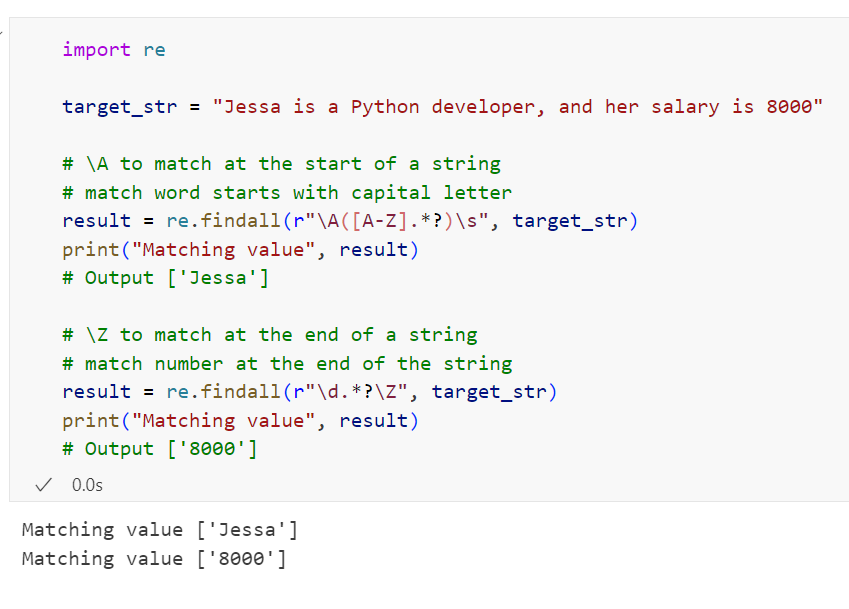 import re
target_str = "Jessa is a Python developer, and her salary is 8000"
# \A to match at the start of a string
# match word starts with capital letter
result = re.findall(r"\A([A-Z].*?)\s", target_str)
print("Matching value", result)
# Output ['Jessa']
# \Z to match at the end of a string
# match number at the end of the string
result = re.findall(r"\d.*?\Z", target_str)
print("Matching value", result)
# Output ['8000']
0.0s
Matching value ['Jessa']
Matching value ['8000']